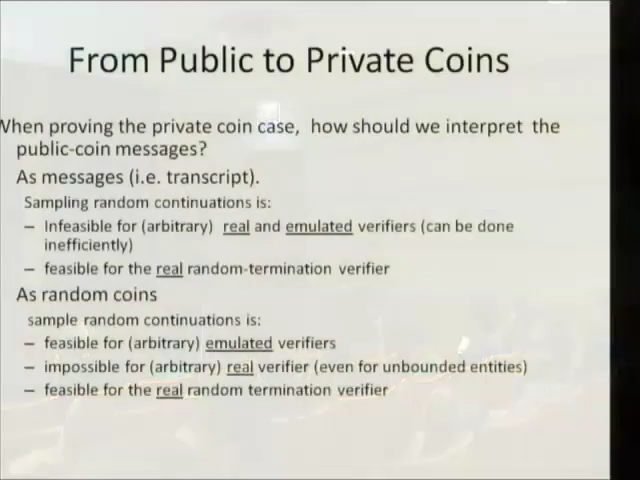 From Public to Private Coins
When proving the private coin case, how should we interpret the
public-coin messages?
As messages (i.e. transcript).
Sampling random continuations is:
– Infeasible for (arbitrary) real and emulated verifiers (can be done
inefficiently)
– feasible for the real random-termination verifier
As random coins
sample random continuations is:
– feasible for (arbitrary) emulated verifiers
– impossible for (arbitrary) real verifier (even for unbounded entities)
– feasible for the real random termination verifier